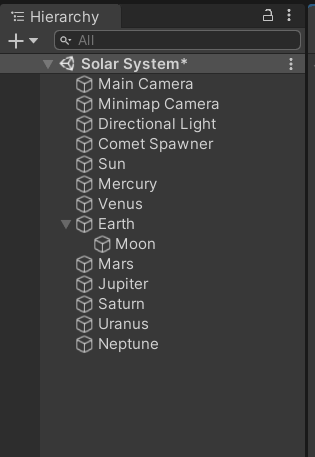 Hierarchy
All
Solar System*
Main Camera
Minimap Camera
Directional Light
Comet Spawner
Sun
Mercury
Venus
Earth
Moon
Mars
Jupiter
Saturn
Uranus
Neptune